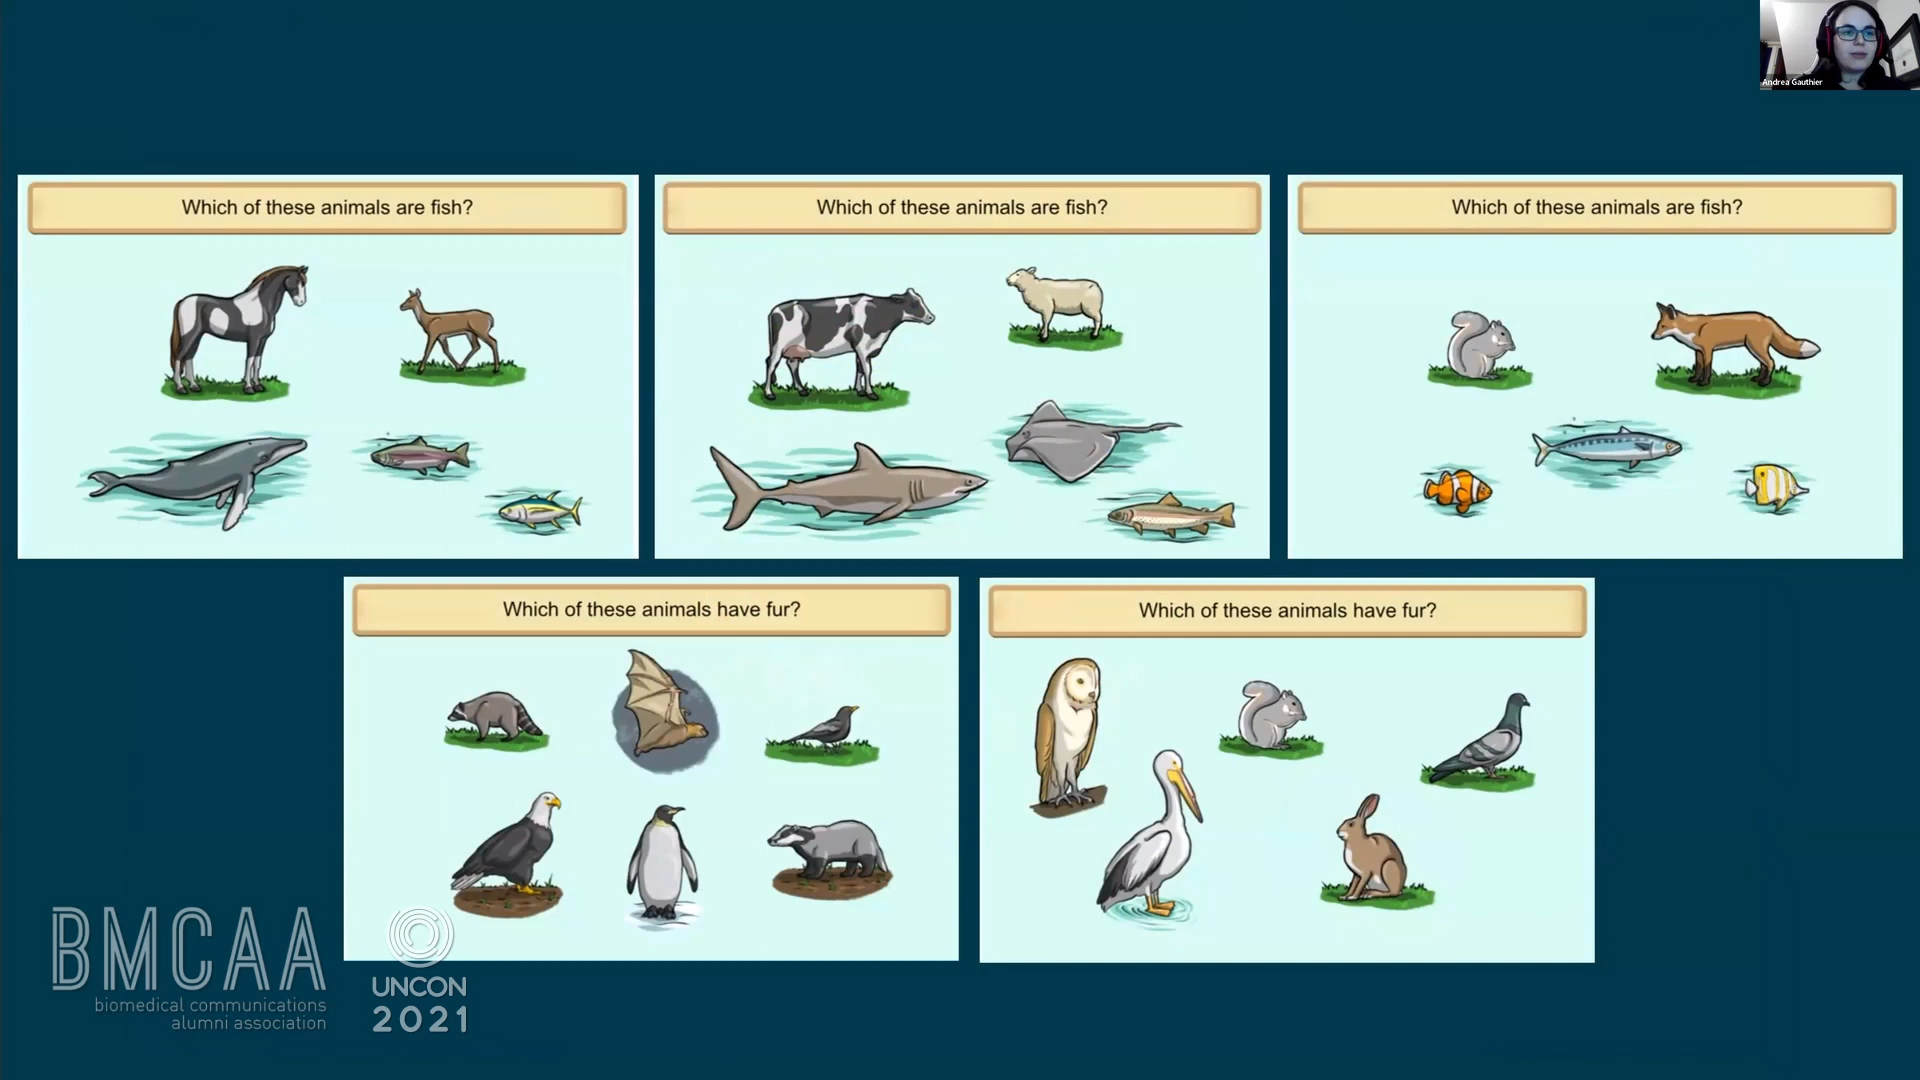 Andrea Gauthier
Which of these animals are fish?
Which of these animals are fish?
Which of these animals are fish?
Which of these animals have fur?
Which of these animals have fur?
BMCAA
biomedical communications
alumni association
UNCON
2021